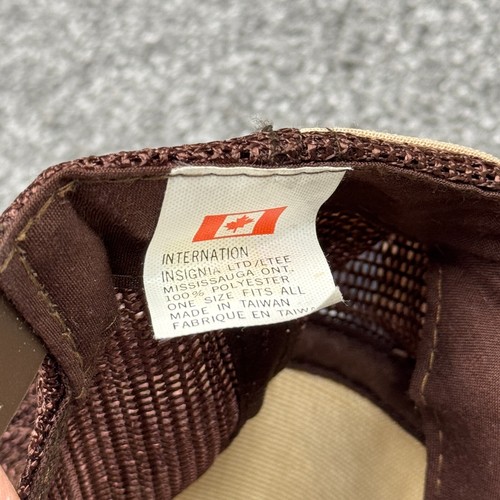 INTERNATION
INSIGNIA LTD/LTEE
MISSISSAUGA ONT.
100% POLYESTER
ONE SIZE FITS ALL
MADE IN TAIWAN
FABRIQUE EN TAIW